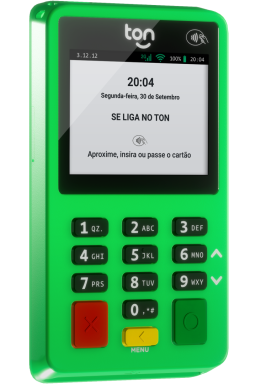 ton
3.12.12 3G 100% 20:04
20:04
Segunda-feira, 30 de Setembro
SE LIGA NO TON
Aproxime, insira ou passe o cartão
1 QZ. 2 ABC 3 DEF
4 GHI 5 JKL 6 MNO
7 PRS 8 TUV 9 WXY
0 ,*#
MENU